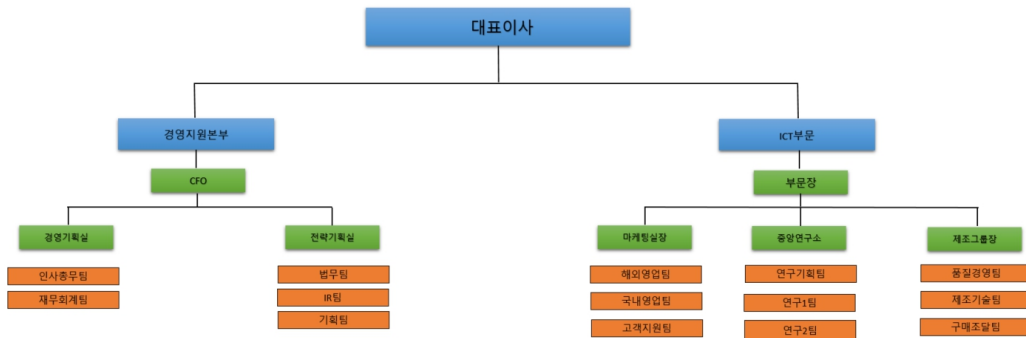 대표이사
경영지원본부
ICT부문
CFO
부문장
경영기획실
전략기획실
마케팅실장
중앙연구소
제조그룹장
인사총무팀
법무팀
해외영업팀
연구기획팀
품질경영팀
재무회계팀
IR팀
국내영업팀
연구1팀
제조기술팀
기획팀
고객지원팀
연구2팀
구매조달팀